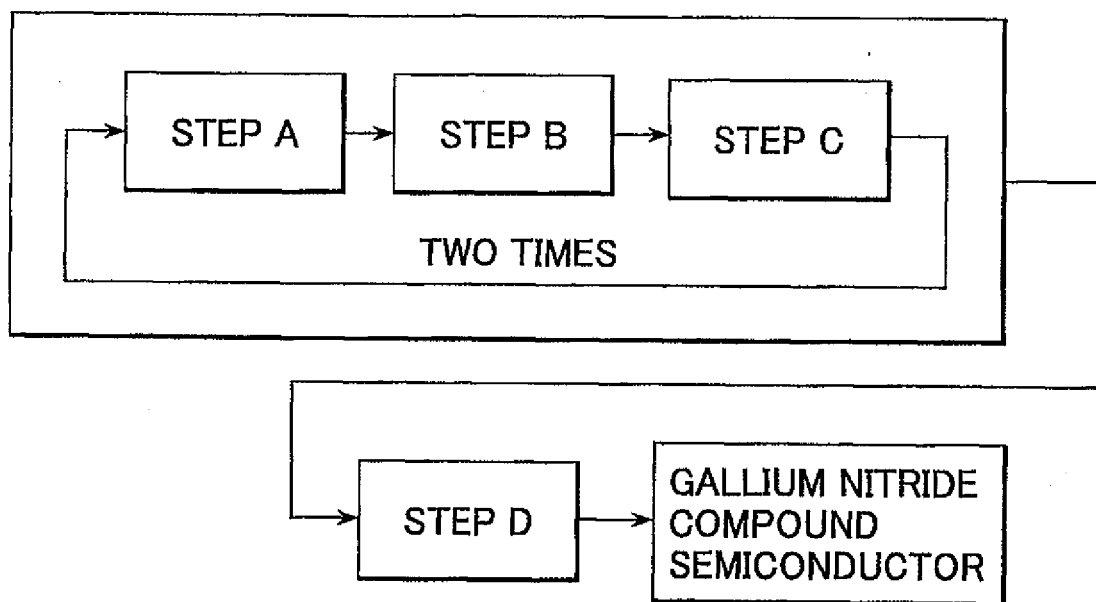 STEP A
STEP B
STEP C
TWO TIMES
STEP D
GALLIUM NITRIDE
COMPOUND
SEMICONDUCTOR